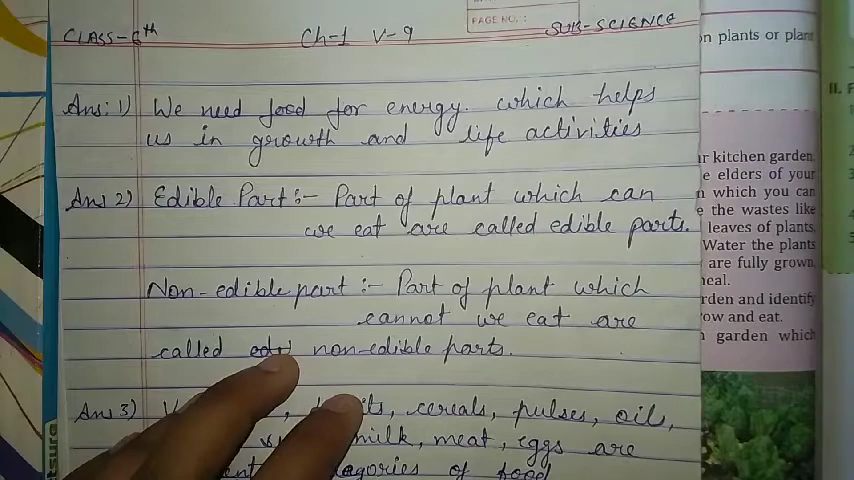 CLASS-6th Ch-1 V-9 SUB-SCIENCE
PAGE NO.:
Ans:1) We need food for energy. which helps
us in growth and life activities
Ans 2) Edible Part:- Part of plant which can
we eat are called edible parts.
Non-edible part:- Part of plant which
cannot we eat are
called non-edible parts.
Ans 3) cereals, pulses, oil,
milk, meat, eggs are
of food
on plants or plant
r kitchen garden.
e elders of your
n which you can
e the wastes like
leaves of plants.
Water the plants
are fully grown,
rden and identify
ow and eat.
garden which
II. F